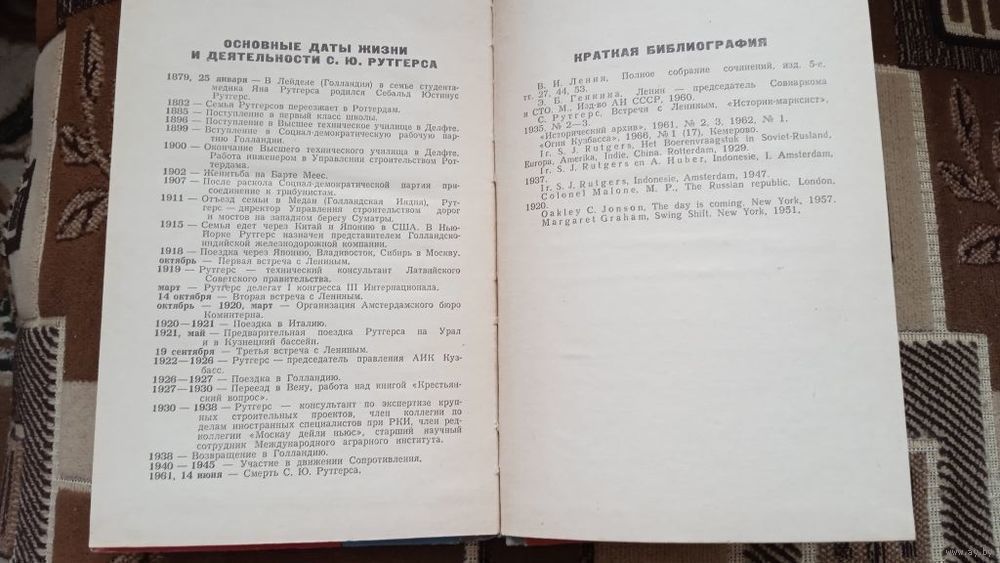 ОСНОВНЫЕ ДАТЫ ЖИЗНИ
И ДЕЯТЕЛЬНОСТИ С. Ю. РУТГЕРСА
1879, 25 января — В Лейдене (Голландия) в семье студента-
медика Яна Рутгерса родился Себальд Юстинус
Рутгерс.
1882 — Семья Рутгерсов переезжает в Роттердам.
1885 — Поступление в первый класс школы.
1896 — Поступление в Высшее техническое училище в Делфте.
1899 — Вступление в Социал-демократическую рабочую пар-
тию Голландии.
1900 — Окончание Высшего технического училища в Делфте.
Работа инженером в Управлении строительством Рот-
тердама.
1902 — Женитьба на Барте Меес.
1907 — После раскола Социал-демократической партии при-
соединение к трибунистам.
1911 — Отъезд семьи в Медан (Голландская Индия), Рут-
герс — директор Управления строительством дорог
и мостов на западном берегу Суматры.
1915 — Семья едет через Китай и Японию в США. В Нью-
Йорке Рутгерс назначен представителем Голландско-
индийской железнодорожной компании.
1918 — Поездка через Японию, Владивосток, Сибирь в Москву.
октябрь — Первая встреча с Лениным.
1919 — Рутгерс — технический консультант Латвийского
Советского правительства.
март — Рутгерс делегат I конгресса III Интернационала.
14 октября — Вторая встреча с Лениным.
октябрь — 1920, март — Организация Амстердамского бюро
Коминтерна.
1920—1921 — Поездка в Италию.
1921, май — Предварительная поездка Рутгерса на Урал
и в Кузнецкий бассейн.
19 сентября — Третья встреча с Лениным.
1922—1926 — Рутгерс — председатель правления АИК Куз-
басс.
1926—1927 — Поездка в Голландию.
1927—1930 — Переезд в Вену, работа над книгой «Крестьян-
ский вопрос».
1930 — 1938 — Рутгерс — консультант по экспертизе круп-
ных строительных проектов, член коллегии по
делам иностранных специалистов при РКИ, член ред-
коллегии «Москау дейли ньюс», старший научный
сотрудник Международного аграрного института.
1938 — Возвращение в Голландию.
1940 — 1945 — Участие в движении Сопротивления.
1961, 14 июня — Смерть С. Ю. Рутгерса.
КРАТКАЯ БИБЛИОГРАФИЯ
В. И. Ленин, Полное собрание сочинений, изд. 5-е,
тт. 27, 44, 53.
Э. Б. Генкина, Ленин — председатель Совнаркома
и СТО. М., Изд-во АН СССР, 1960.
С. Рутгерс, Встречи с Лениным. «Историк-марксист»,
1935, № 2—3.
«Исторический архив», 1961, № 2, 3, 1962, № 1.
«Огни Кузбасса», 1966, № 1 (17), Кемерово.
Ir. S. J. Rutgers, Het Boerenvraagstuk in Soviet-Rusland,
Europa, Amerika, Indie, China. Rotterdam, 1929.
Ir. S. J. Rutgers en A. Huber, Indonesie, I. Amsterdam,
1937.
Ir. S. J. Rutgers, Indonesie, Amsterdam, 1947.
Colonel Malone, M. P., The Russian republic. London,
1920.
Oakley C. Jonson, The day is coming. New York, 1957.
Margaret Graham, Swing Shift. New York, 1951.
www.ay.by